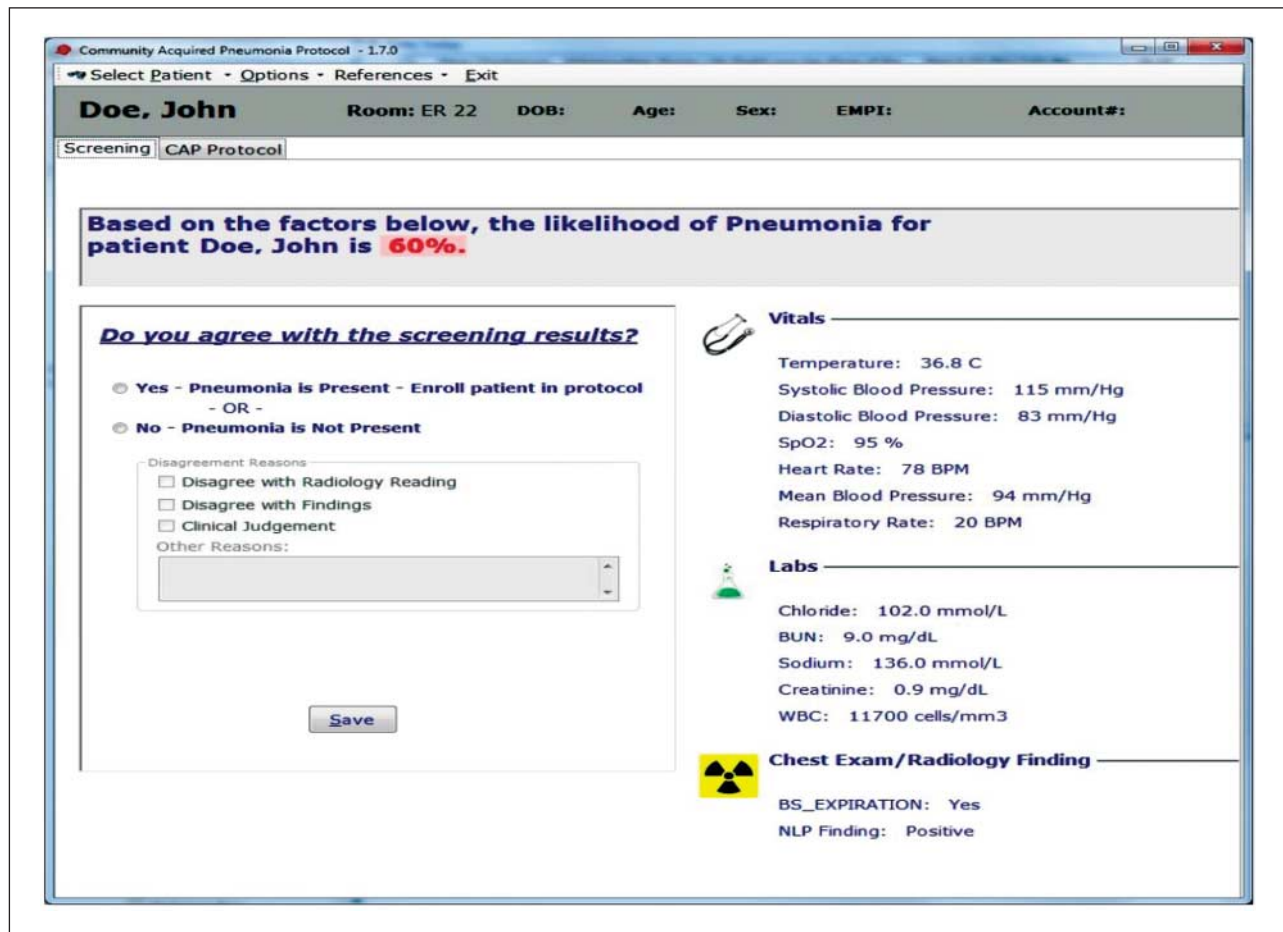 Community Acquired Pneumonia Protocol - 1.7.0
Select Patient - Options - References - Exit
Doe, John Room: ER 22 DOB: Age: Sex: EMPI: Account#:
Screening CAP Protocol
Based on the factors below, the likelihood of Pneumonia for
patient Doe, John is 60%.
Do you agree with the screening results?
Yes - Pneumonia is Present - Enroll patient in protocol
- OR -
No - Pneumonia is Not Present
Disagreement Reasons
Disagree with Radiology Reading
Disagree with Findings
Clinical Judgement
Other Reasons:
Save
Vitals
Temperature: 36.8 C
Systolic Blood Pressure: 115 mm/Hg
Diastolic Blood Pressure: 83 mm/Hg
SpO2: 95 %
Heart Rate: 78 BPM
Mean Blood Pressure: 94 mm/Hg
Respiratory Rate: 20 BPM
Labs
Chloride: 102.0 mmol/L
BUN: 9.0 mg/dL
Sodium: 136.0 mmol/L
Creatinine: 0.9 mg/dL
WBC: 11700 cells/mm3
Chest Exam/Radiology Finding
BS_EXPIRATION: Yes
NLP Finding: Positive